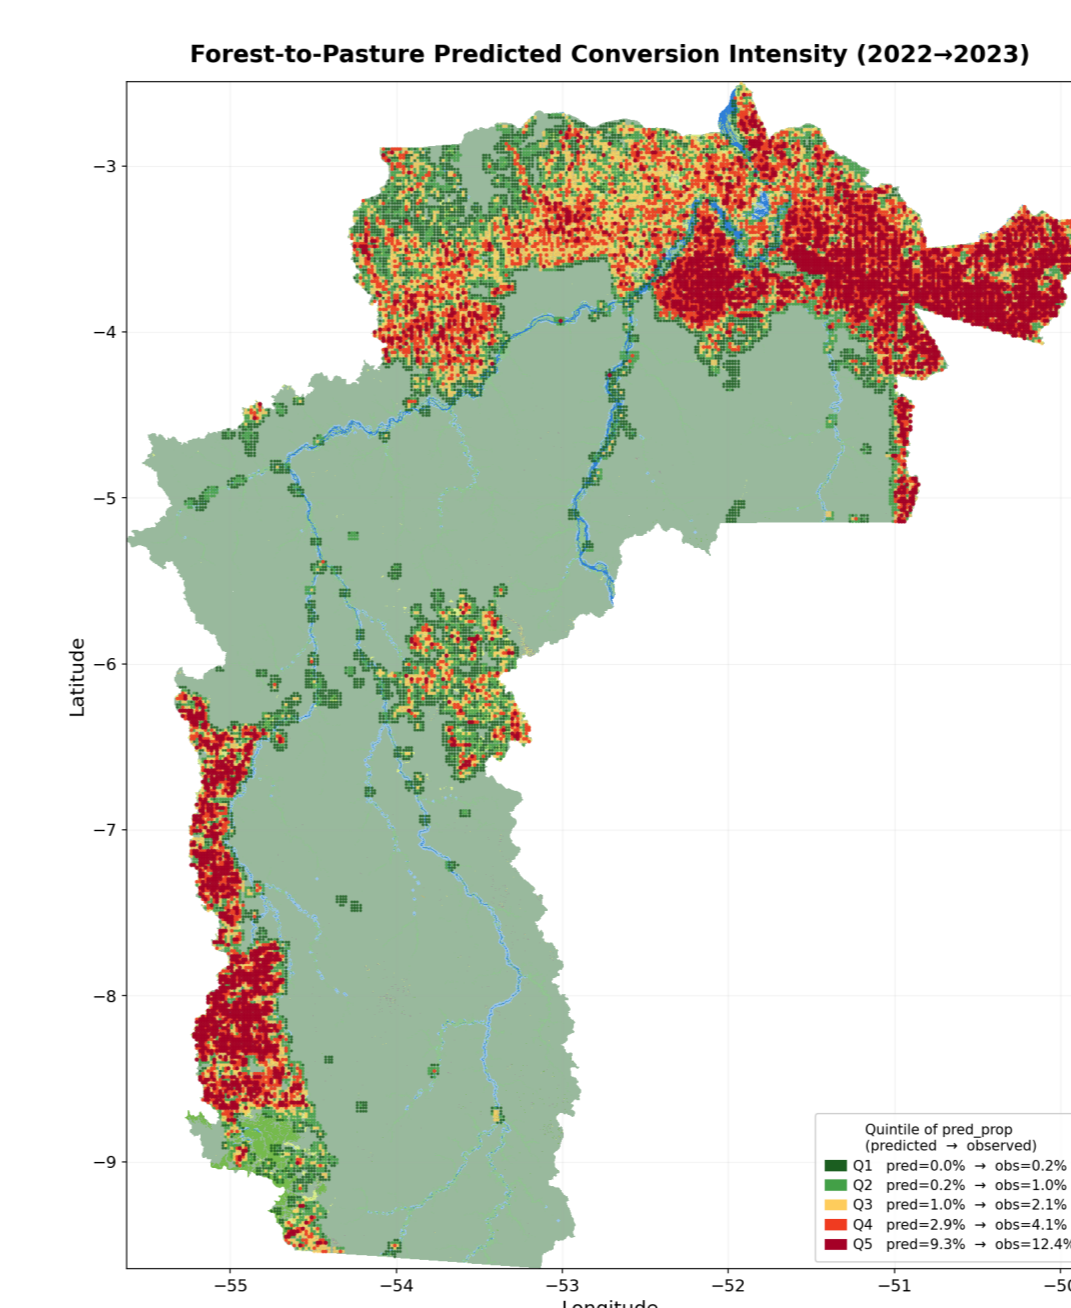 Forest-to-Pasture Predicted Conversion Intensity (2022→2023)
−3
−4
−5
−6
−7
−8
−9
Latitude
Quintile of pred_prop
(predicted → observed)
Q1 pred=0.0% → obs=0.2%
Q2 pred=0.2% → obs=1.0%
Q3 pred=1.0% → obs=2.1%
Q4 pred=2.9% → obs=4.1%
Q5 pred=9.3% → obs=12.4%
−55
−54
−53
−52
−51
−50
Longitude